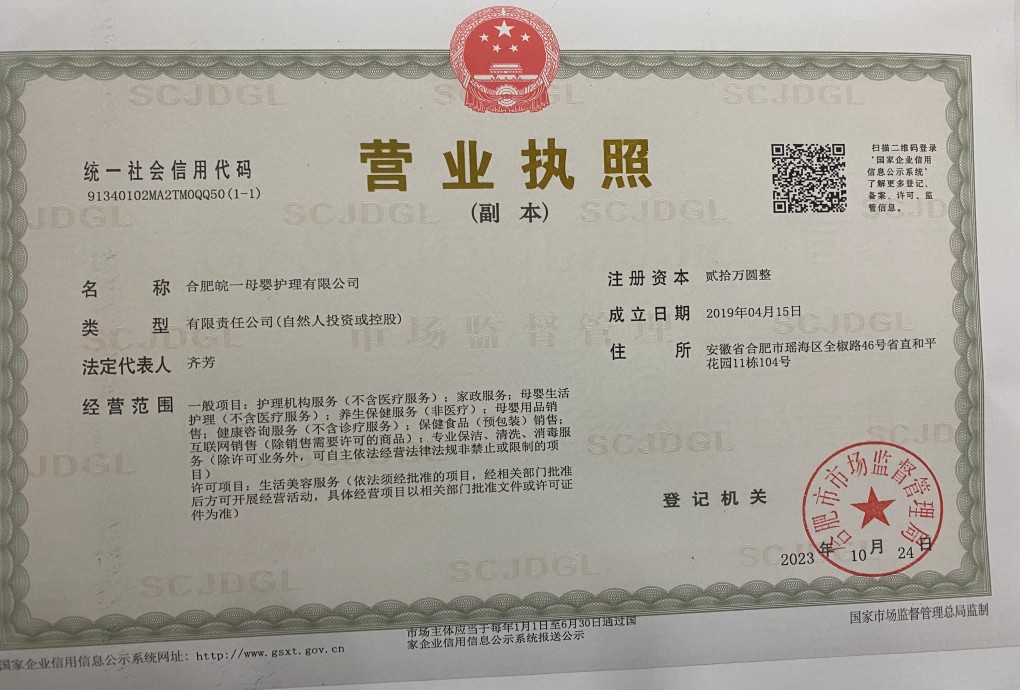 营业执照
(副 本)
统一社会信用代码
91340102MA2TM0QQ50(1-1)
扫描二维码登录
'国家企业信用
信息公示系统'
了解更多登记、
备案、许可、监
管信息。
名 称 合肥皖一母婴护理有限公司
类 型 有限责任公司(自然人投资或控股)
法定代表人 齐芳
经营范围 一般项目：护理机构服务（不含医疗服务）；家政服务；母婴生活
护理（不含医疗服务）；养生保健服务（非医疗）；母婴用品销
售；健康咨询服务（不含诊疗服务）；保健食品（预包装）销售；
互联网销售（除销售需要许可的商品）；专业保洁、清洗、消毒服
务（除许可业务外，可自主依法经营法律法规非禁止或限制的项
目）
许可项目：生活美容服务（依法须经批准的项目，经相关部门批准
后方可开展经营活动，具体经营项目以相关部门批准文件或许可证
件为准）
注册资本 贰拾万圆整
成立日期 2019年04月15日
住 所 安徽省合肥市瑶海区全椒路46号省直和平
花园11栋104号
登记机关
合肥市市场监督管理局
2023 年 10 月 24 日
国家企业信用信息公示系统网址：http://www.gsxt.gov.cn
市场主体应当于每年1月1日至6月30日通过国
家企业信用信息公示系统报送公示
国家市场监督管理总局监制
SCJDGL
市场监督管理